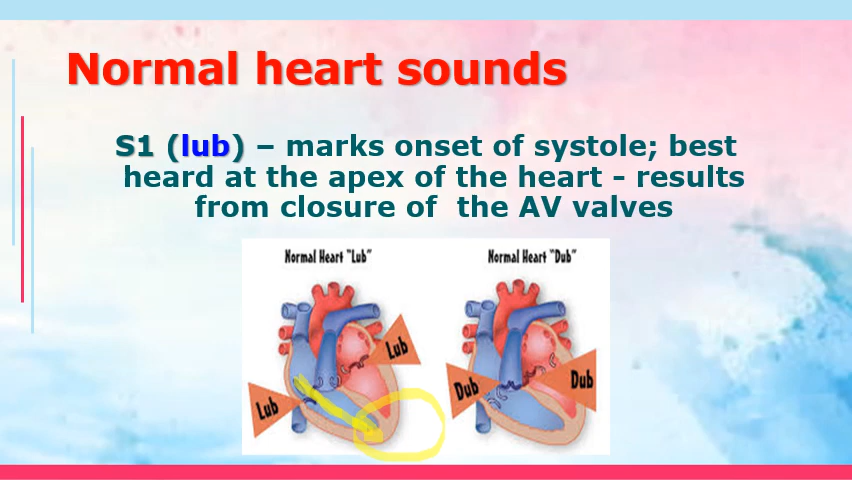 Normal heart sounds
S1 (lub) – marks onset of systole; best
heard at the apex of the heart - results
from closure of the AV valves
Normal Heart "Lub"
Normal Heart "Dub"
Lub
Lub
Dub
Dub